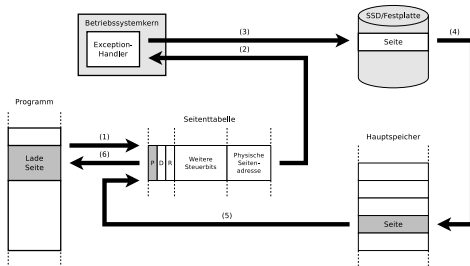 Betriebssystemkern
Exception-
Handler
SSD/Festplatte
Seite
(3)
(2)
(4)
Programm
Lade
Seite
(1)
(6)
Seitenttabelle
P D R
Weitere
Steuerbits
Physische
Seiten-
adresse
Hauptspeicher
Seite
(5)